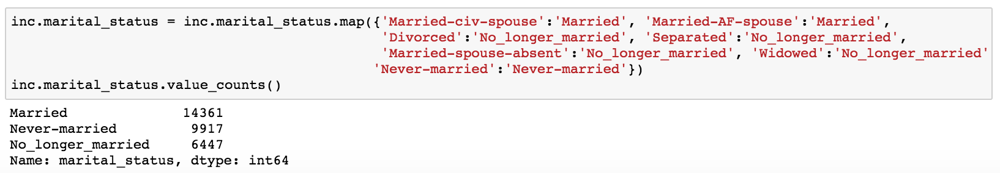 inc.marital_status = inc.marital_status.map({'Married-civ-spouse':'Married', 'Married-AF-spouse':'Married',
'Divorced':'No_longer_married', 'Separated':'No_longer_married',
'Married-spouse-absent':'No_longer_married', 'Widowed':'No_longer_married'
'Never-married':'Never-married'})
inc.marital_status.value_counts()
Married 14361
Never-married 9917
No_longer_married 6447
Name: marital_status, dtype: int64